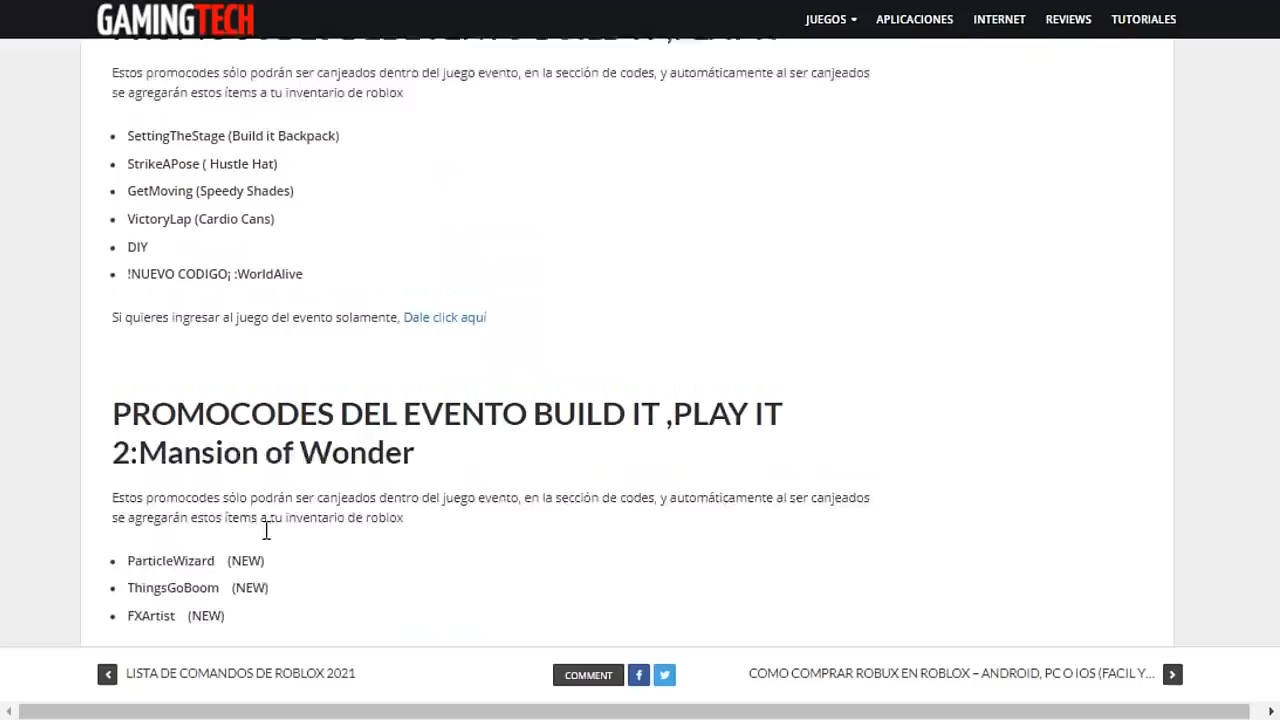 GAMINGTECH
JUEGOS APLICACIONES INTERNET REVIEWS TUTORIALES
Estos promocodes sólo podrán ser canjeados dentro del juego evento, en la sección de codes, y automáticamente al ser canjeados
se agregarán estos ítems a tu inventario de roblox
SettingTheStage (Build it Backpack)
StrikeAPose ( Hustle Hat)
GetMoving (Speedy Shades)
VictoryLap (Cardio Cans)
DIY
!NUEVO CODIGO¡ :WorldAlive
Si quieres ingresar al juego del evento solamente, Dale click aquí
PROMOCODES DEL EVENTO BUILD IT ,PLAY IT
2:Mansion of Wonder
Estos promocodes sólo podrán ser canjeados dentro del juego evento, en la sección de codes, y automáticamente al ser canjeados
se agregarán estos ítems a tu inventario de roblox
ParticleWizard (NEW)
ThingsGoBoom (NEW)
FXArtist (NEW)
LISTA DE COMANDOS DE ROBLOX 2021
COMMENT
COMO COMPRAR ROBUX EN ROBLOX – ANDROID, PC O IOS (FACIL Y...